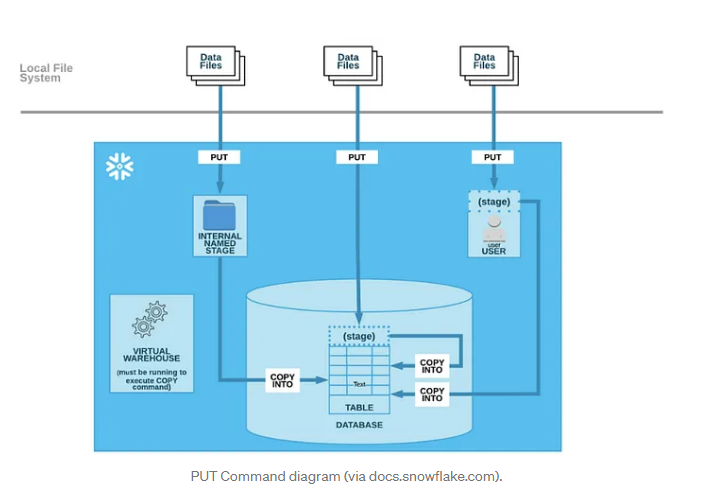 Data
Files
Data
Files
Data
Files
Local File
System
PUT
PUT
PUT
(stage)
user
USER
INTERNAL
NAMED
STAGE
VIRTUAL
WAREHOUSE
(must be running to
execute COPY
command)
(stage)
COPY
INTO
COPY
INTO
COPY
INTO
Text
TABLE
DATABASE
PUT Command diagram (via docs.snowflake.com).